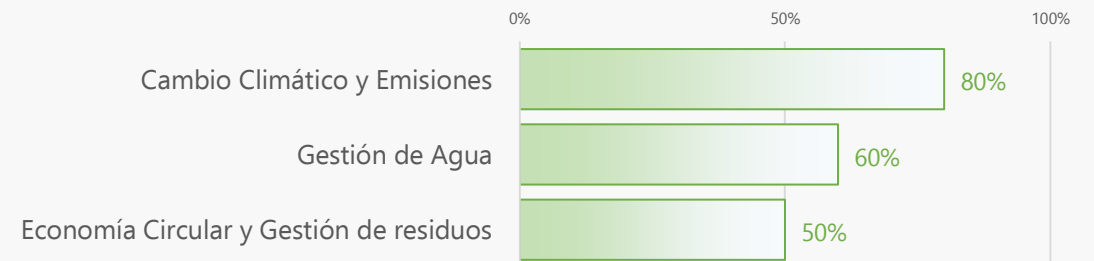 0% 50% 100%
Cambio Climático y Emisiones 80%
Gestión de Agua 60%
Economía Circular y Gestión de residuos 50%